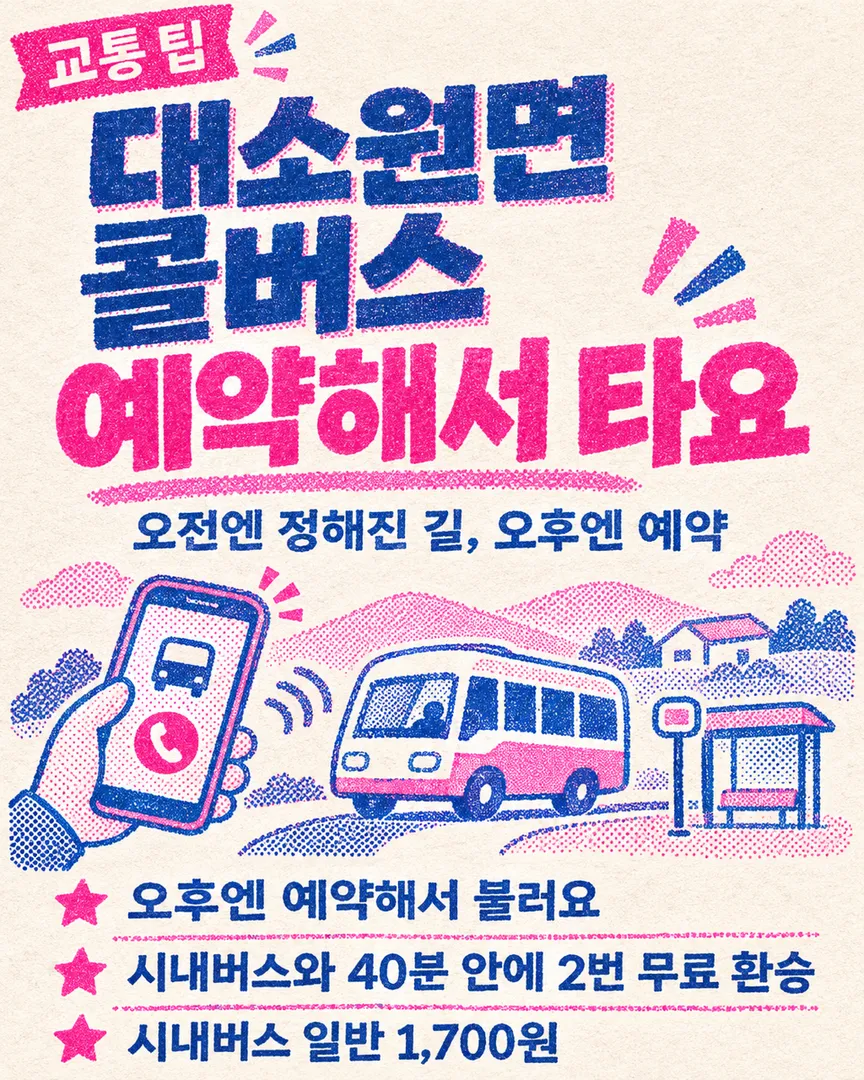 교통 팁
대소원면
콜버스
예약해서 타요
오전엔 정해진 길, 오후엔 예약
오후엔 예약해서 불러요
시내버스와 40분 안에 2번 무료 환승
시내버스 일반 1,700원